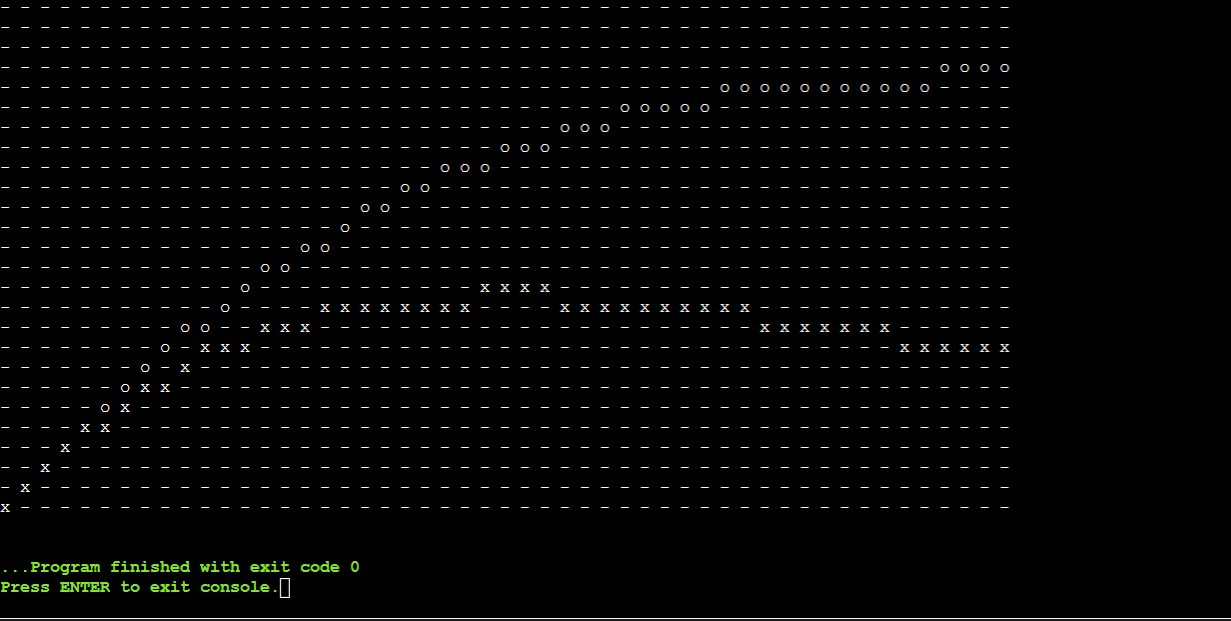 - - - - - - - - - - - - - - - - - - - - - - - - - - - - - - - - - - - - - - - - - - - - - - - - - - -
- - - - - - - - - - - - - - - - - - - - - - - - - - - - - - - - - - - - - - - - - - - - - - - - - - -
- - - - - - - - - - - - - - - - - - - - - - - - - - - - - - - - - - - - - - - - - - - - - - - - - - -
- - - - - - - - - - - - - - - - - - - - - - - - - - - - - - - - - - - - - - - - - - - - - - - o o o o
- - - - - - - - - - - - - - - - - - - - - - - - - - - - - - - - - - - - o o o o o o o o o o o - - - -
- - - - - - - - - - - - - - - - - - - - - - - - - - - - - - - o o o o o - - - - - - - - - - - - - - -
- - - - - - - - - - - - - - - - - - - - - - - - - - - - o o o - - - - - - - - - - - - - - - - - - - -
- - - - - - - - - - - - - - - - - - - - - - - - - o o o - - - - - - - - - - - - - - - - - - - - - - -
- - - - - - - - - - - - - - - - - - - - - - o o o - - - - - - - - - - - - - - - - - - - - - - - - - -
- - - - - - - - - - - - - - - - - - - - o o - - - - - - - - - - - - - - - - - - - - - - - - - - - - -
- - - - - - - - - - - - - - - - - - o o - - - - - - - - - - - - - - - - - - - - - - - - - - - - - - -
- - - - - - - - - - - - - - - - - o - - - - - - - - - - - - - - - - - - - - - - - - - - - - - - - - -
- - - - - - - - - - - - - - - o o - - - - - - - - - - - - - - - - - - - - - - - - - - - - - - - - - -
- - - - - - - - - - - - - o o - - - - - - - - - - - - - - - - - - - - - - - - - - - - - - - - - - - -
- - - - - - - - - - - - o - - - - - - - - - - - x x x x - - - - - - - - - - - - - - - - - - - - - - -
- - - - - - - - - - - o - - - - x x x x x x x x - - - - x x x x x x x x x x - - - - - - - - - - - - -
- - - - - - - - - o o - - x x x - - - - - - - - - - - - - - - - - - - - - - x x x x x x x - - - - - -
- - - - - - - - o - x x x - - - - - - - - - - - - - - - - - - - - - - - - - - - - - - - - x x x x x x
- - - - - - - o - x - - - - - - - - - - - - - - - - - - - - - - - - - - - - - - - - - - - - - - - - -
- - - - - - o x x - - - - - - - - - - - - - - - - - - - - - - - - - - - - - - - - - - - - - - - - - -
- - - - - o x - - - - - - - - - - - - - - - - - - - - - - - - - - - - - - - - - - - - - - - - - - - -
- - - - x x - - - - - - - - - - - - - - - - - - - - - - - - - - - - - - - - - - - - - - - - - - - - -
- - - x - - - - - - - - - - - - - - - - - - - - - - - - - - - - - - - - - - - - - - - - - - - - - - -
- - x - - - - - - - - - - - - - - - - - - - - - - - - - - - - - - - - - - - - - - - - - - - - - - - -
- x - - - - - - - - - - - - - - - - - - - - - - - - - - - - - - - - - - - - - - - - - - - - - - - - -
x - - - - - - - - - - - - - - - - - - - - - - - - - - - - - - - - - - - - - - - - - - - - - - - - - -
...Program finished with exit code 0
Press ENTER to exit console.